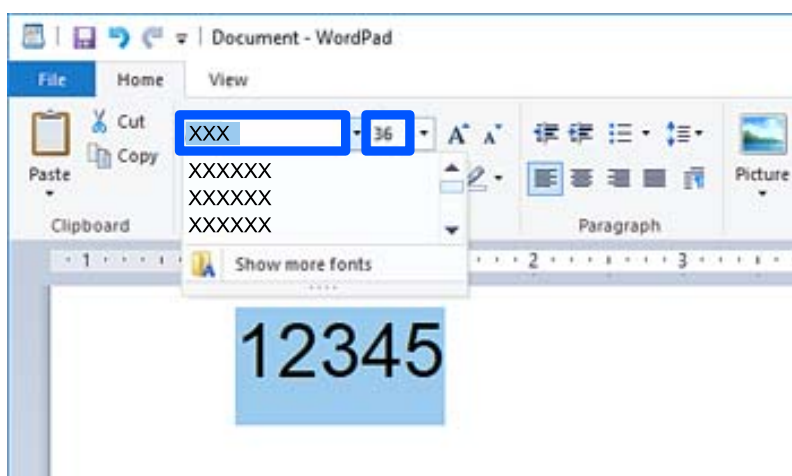 Document - WordPad
File Home View
Cut
Copy
Paste
Clipboard
XXX
36
A A
XXXXXX
XXXXXX
XXXXXX
Show more fonts
Paragraph
Picture
1 2 3
12345